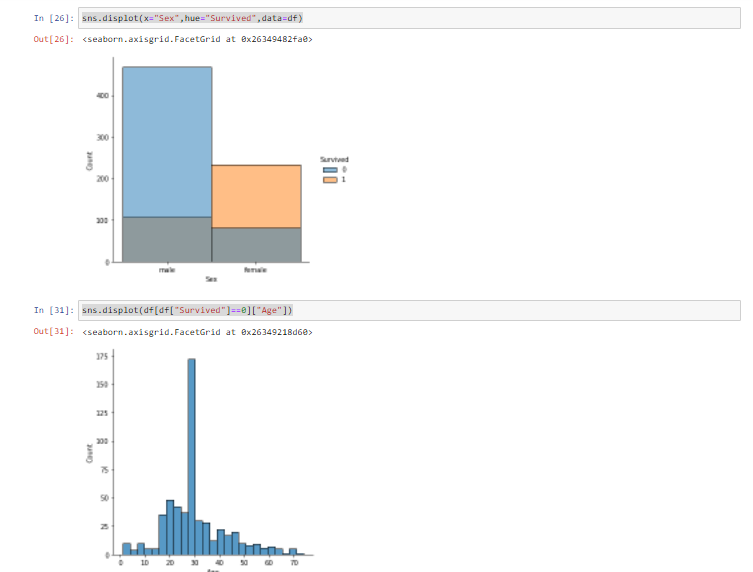 In [26]: sns.displot(x="Sex",hue="Survived",data=df)
Out[26]: <seaborn.axisgrid.FacetGrid at 0x26349482fa0>
400
300
200
100
0
Count
male female
Sex
Survived
0
1
In [31]: sns.displot(df[df["Survived"]==0]["Age"])
Out[31]: <seaborn.axisgrid.FacetGrid at 0x26349218d60>
175
150
125
100
75
50
25
0
Count
0 10 20 30 40 50 60 70